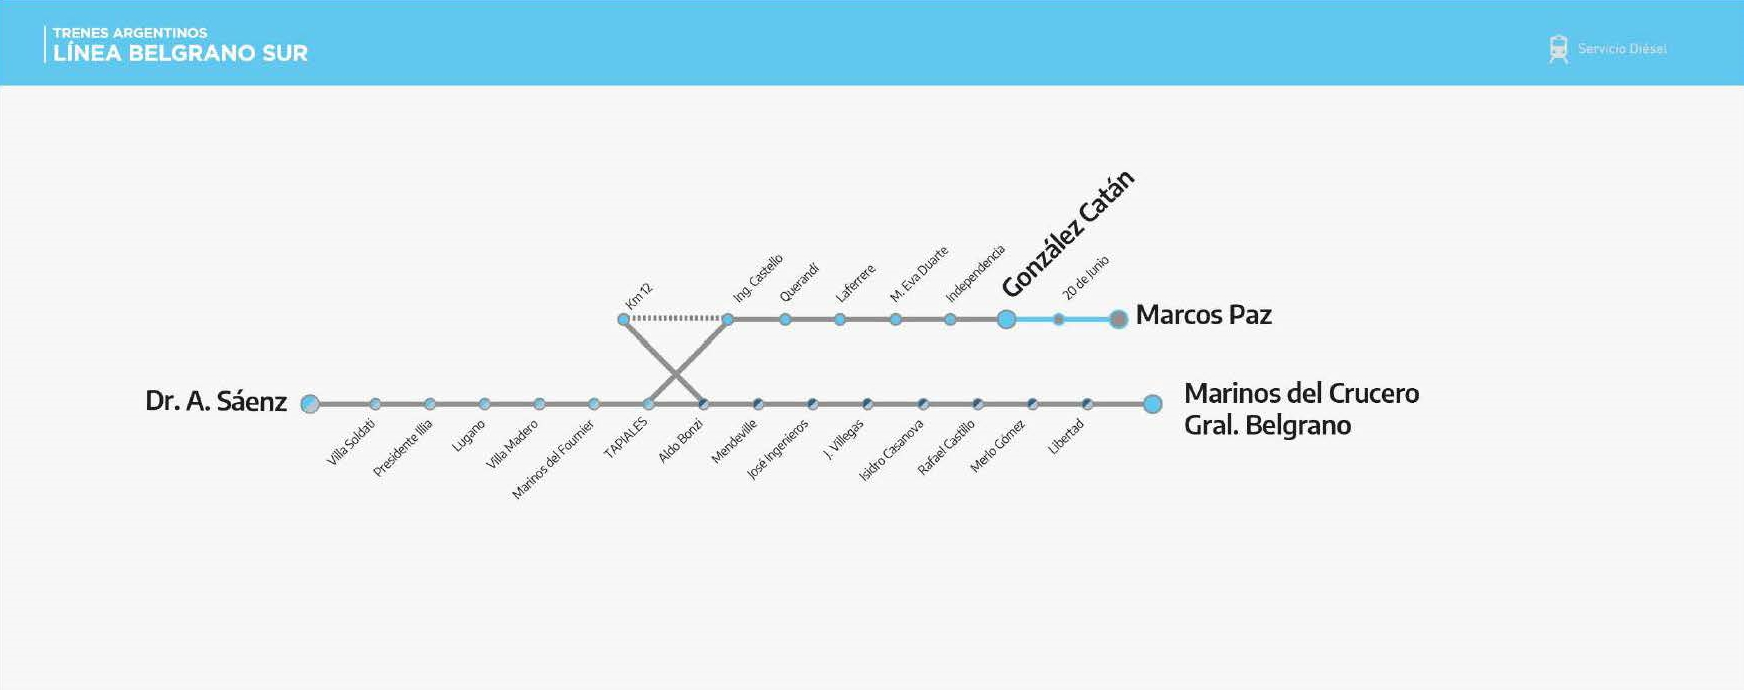 TRENES ARGENTINOS
LÍNEA BELGRANO SUR
Servicio Diésel
Km 12
Ing. Castello
Querandí
Laferrere
M. Eva Duarte
Independencia
González Catán
20 de Junio
Marcos Paz
Dr. A. Sáenz
Villa Soldati
Presidente Illia
Lugano
Villa Madero
Marinos del Fournier
TAPIALES
Aldo Bonzi
Mendeville
José Ingenieros
J. Villegas
Isidro Casanova
Rafael Castillo
Merlo Gómez
Libertad
Marinos del Crucero
Gral. Belgrano